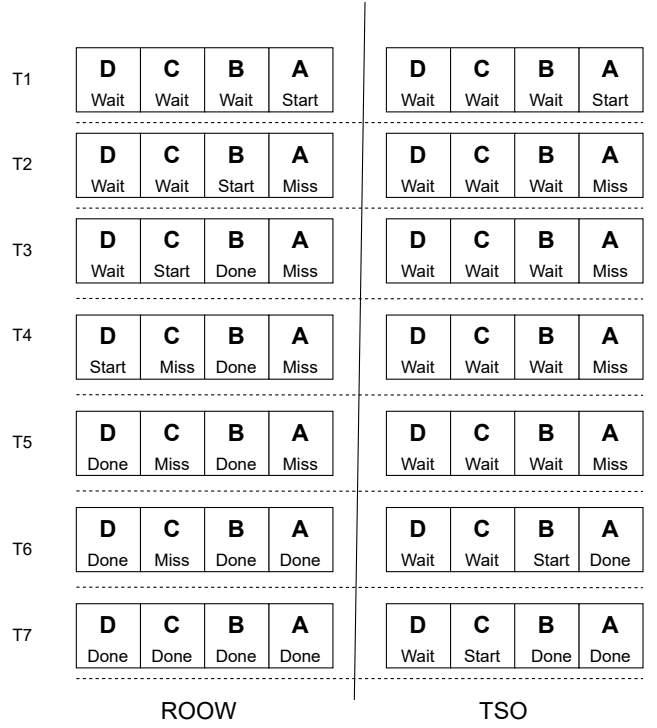 D C B A D C B A
T1
Wait Wait Wait Start Wait Wait Wait Start
D C B A D C B A
T2
Wait Wait Start Miss Wait Wait Wait Miss
D C B A D C B A
T3
Wait Start Done Miss Wait Wait Wait Miss
D C B A D C B A
T4
Start Miss Done Miss Wait Wait Wait Miss
D C B A D C B A
T5
Done Miss Done Miss Wait Wait Wait Miss
D C B A D C B A
T6
Done Miss Done Done Wait Wait Start Done
D C B A D C B A
T7
Done Done Done Done Wait Start Done Done
ROOW TSO